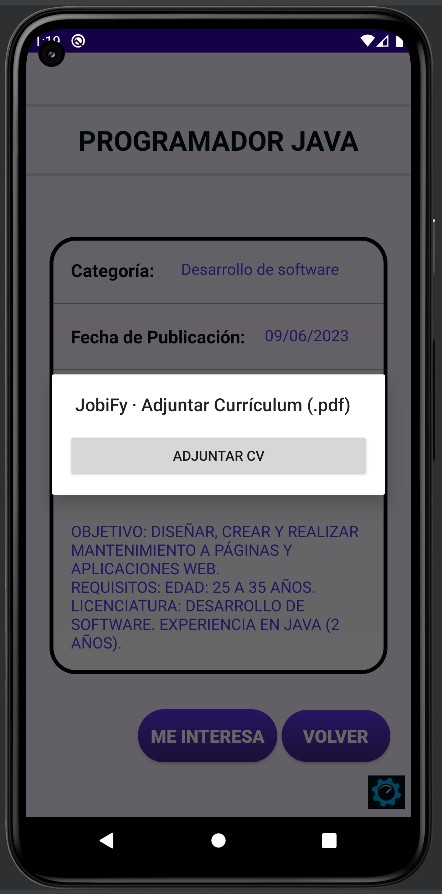 1:19
PROGRAMADOR JAVA
Categoría: Desarrollo de software
Fecha de Publicación: 09/06/2023
JobiFy · Adjuntar Currículum (.pdf)
ADJUNTAR CV
OBJETIVO: DISEÑAR, CREAR Y REALIZAR
MANTENIMIENTO A PÁGINAS Y
APLICACIONES WEB.
REQUISITOS: EDAD: 25 A 35 AÑOS.
LICENCIATURA: DESARROLLO DE
SOFTWARE. EXPERIENCIA EN JAVA (2
AÑOS).
ME INTERESA VOLVER